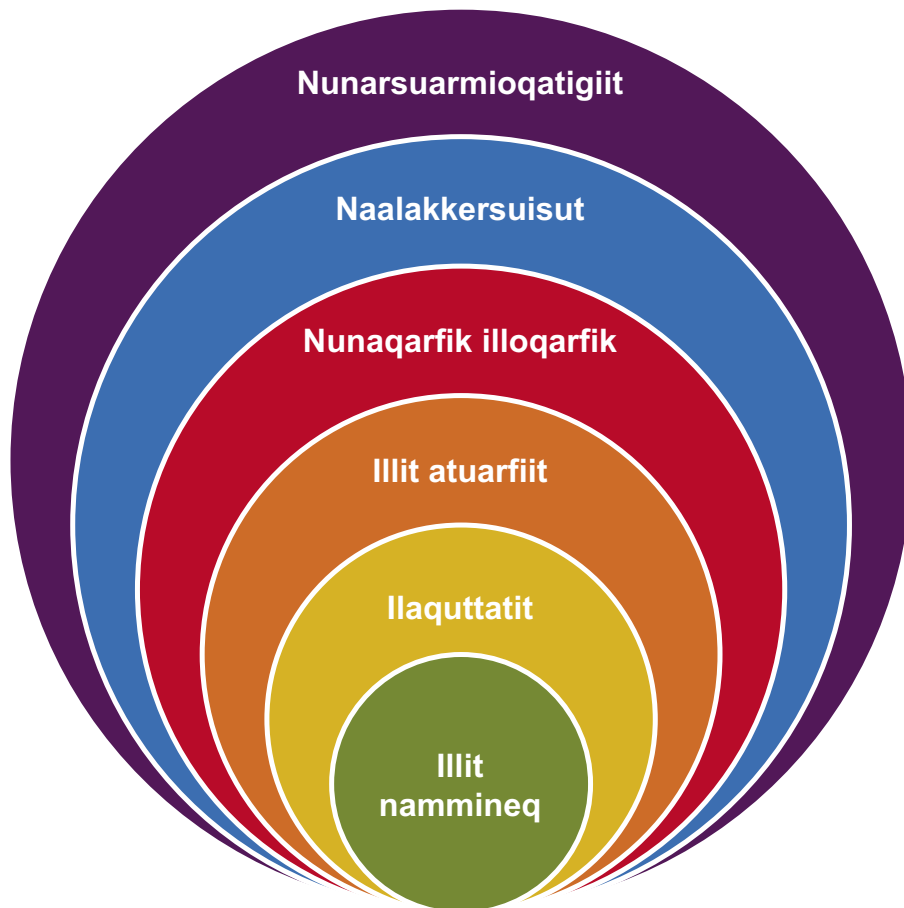 Nunarsuarmioqatigiit
Naalakkersuisut
Nunaqarfik illoqarfik
Illit atuarfiit
Ilaquttatit
Illit
nammineq